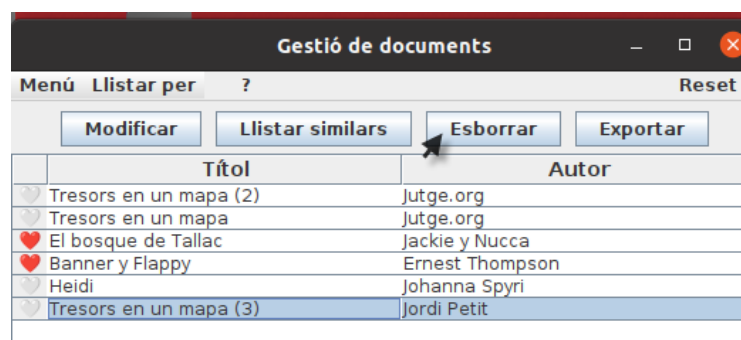 Gestió de documents
Menú Llistar per ? Reset
Modificar Llistar similars Esborrar Exportar
Títol Autor
Tresors en un mapa (2) Jutge.org
Tresors en un mapa Jutge.org
El bosque de Tallac Jackie y Nucca
Banner y Flappy Ernest Thompson
Heidi Johanna Spyri
Tresors en un mapa (3) Jordi Petit